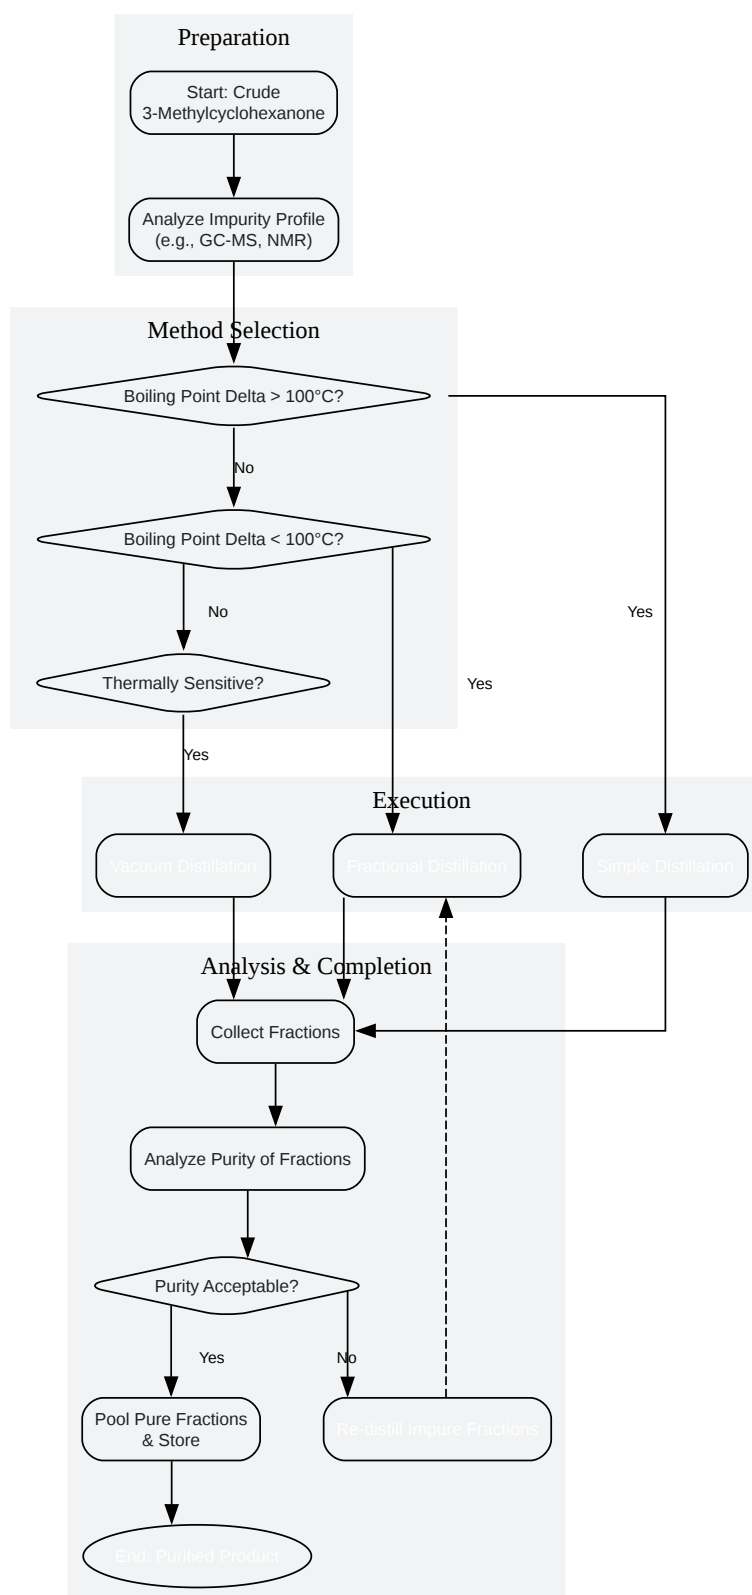 Preparation
Start: Crude
3-Methylcyclohexanone
Analyze Impurity Profile
(e.g., GC-MS, NMR)
Method Selection
Boiling Point Delta > 100°C?
No
Boiling Point Delta < 100°C?
No
Yes
Thermally Sensitive?
Yes
Yes
Execution
Vacuum Distillation
Fractional Distillation
Simple Distillation
Analysis & Completion
Collect Fractions
Analyze Purity of Fractions
Purity Acceptable?
Yes
No
Pool Pure Fractions
& Store
Re-distill Impure Fractions
End: Purified Product